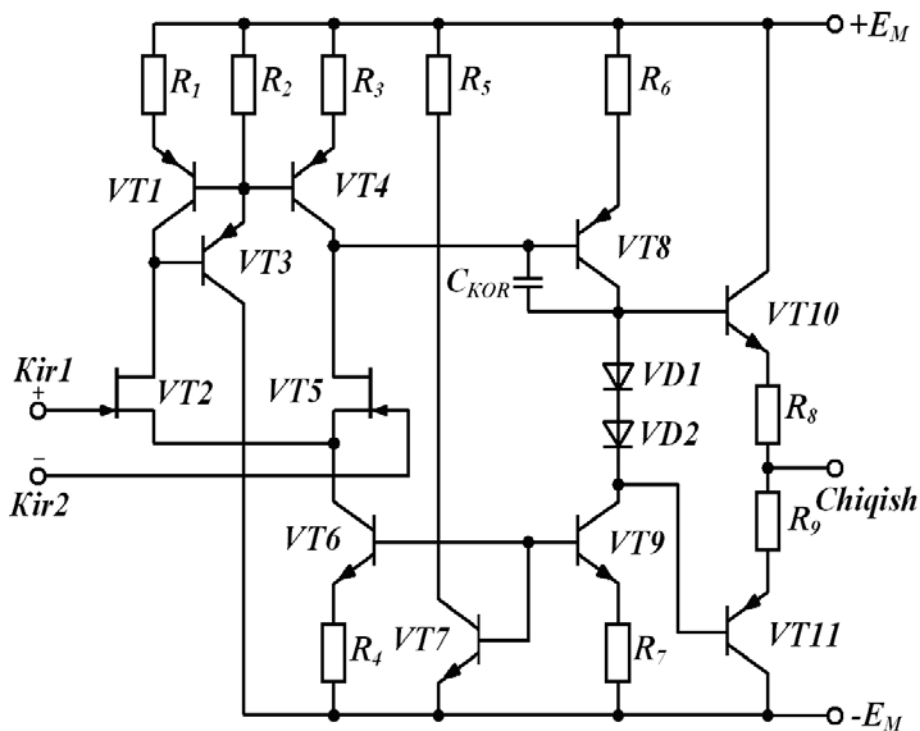 +E_M
R_1
R_2
R_3
R_5
R_6
VT1
VT4
VT3
VT8
C_KOR
VT10
Kir1
+
VT2
VT5
VD1
R_8
VD2
−
Kir2
Chiqish
R_9
VT6
VT9
R_4
VT7
R_7
VT11
-E_M